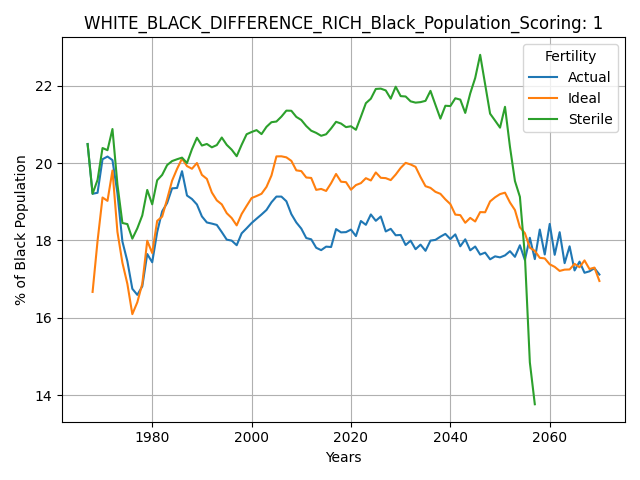 WHITE_BLACK_DIFFERENCE_RICH_Black_Population_Scoring: 1
% of Black Population
22
20
18
16
14
Fertility
Actual
Ideal
Sterile
1980
2000
2020
2040
2060
Years